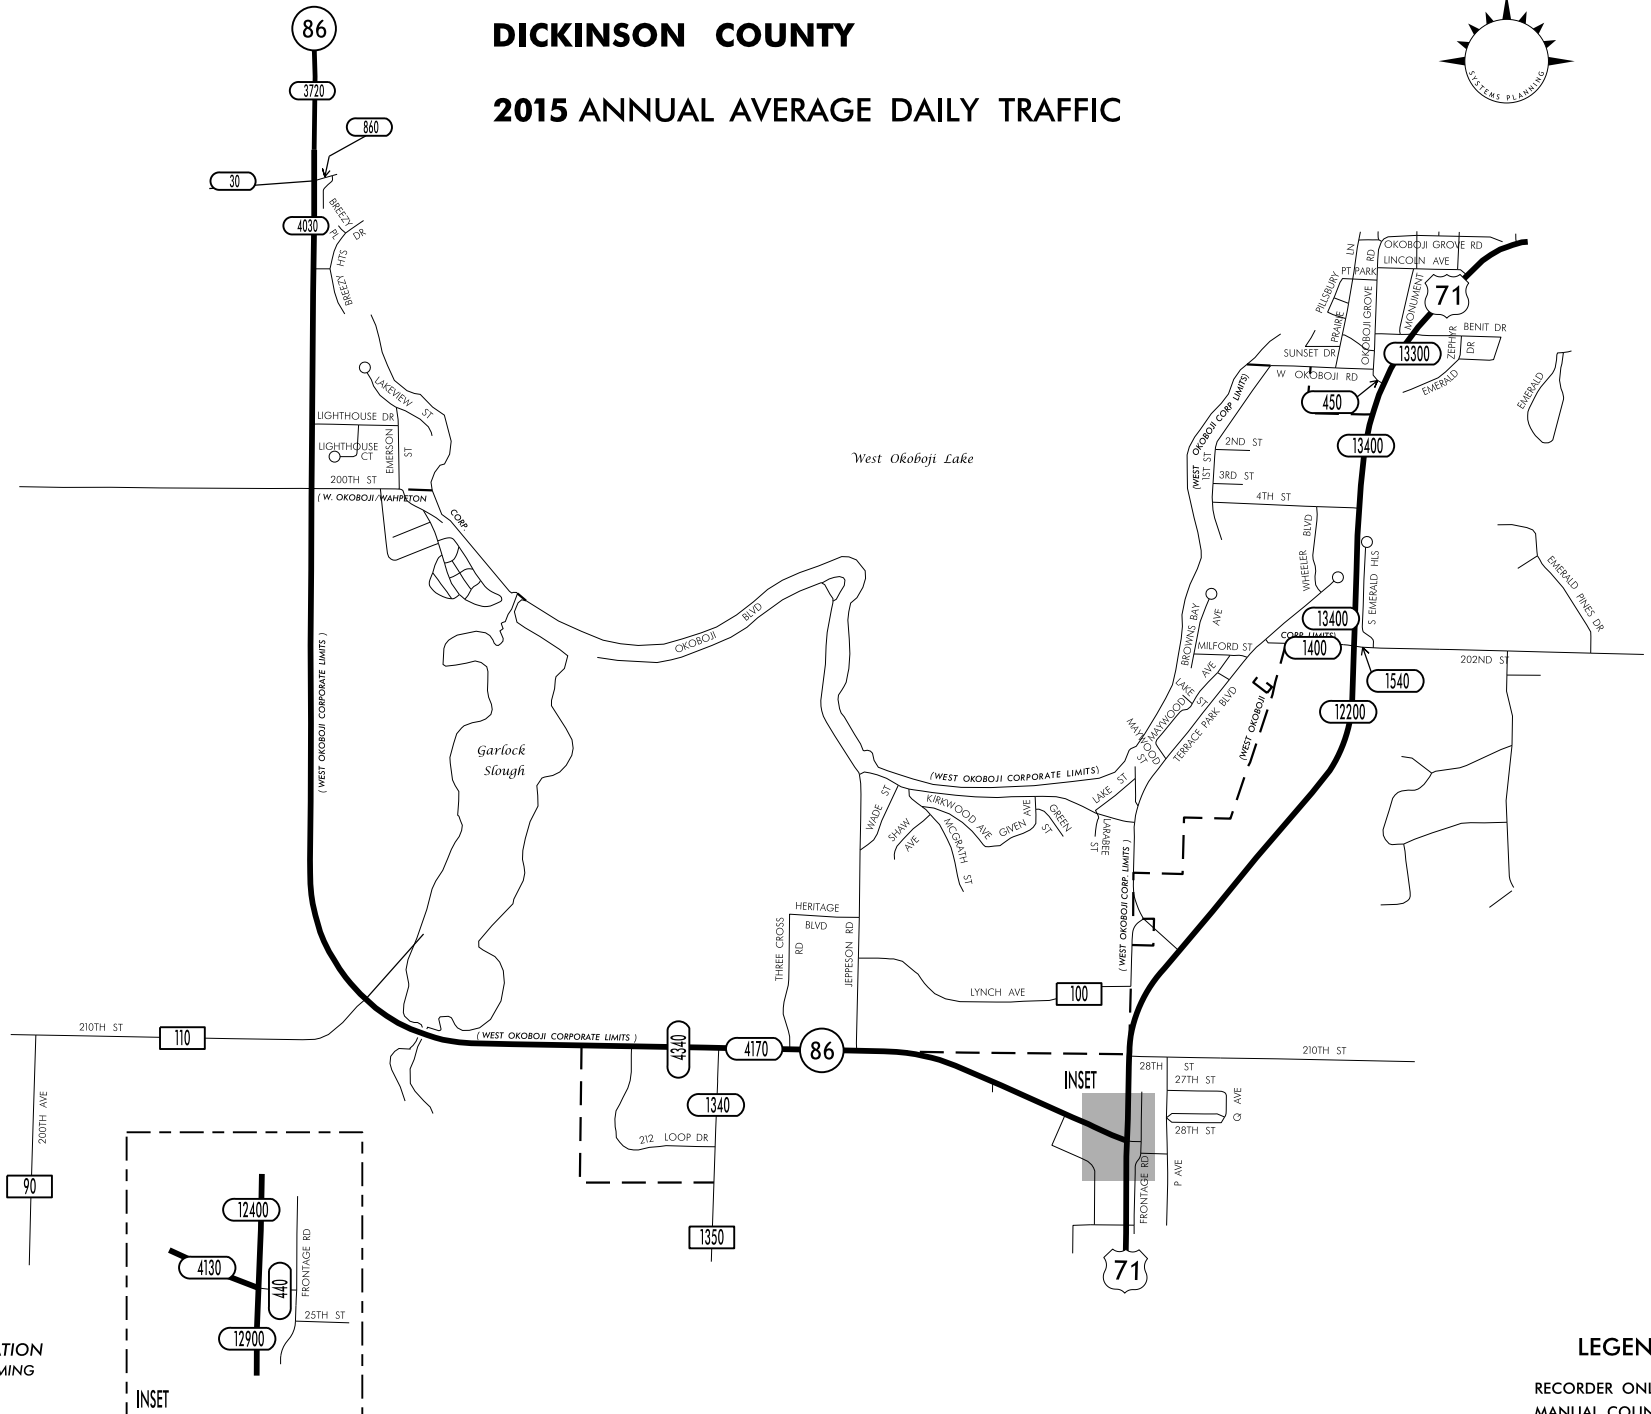 86
DICKINSON COUNTY
2015 ANNUAL AVERAGE DAILY TRAFFIC
SYSTEMS PLANNING
3720
860
30
4030
BREEZY
PL
DR
BREEZY HTS
OKOBOJI GROVE RD
LINCOLN AVE
LN
RD
PT PARK
PILLSBURY
PRAIRIE
OKOBOJI GROVE
MONUMENT
71
ZEPHYR
DR
BENIT DR
EMERALD
EMERALD
13300
SUNSET DR
W OKOBOJI RD
450
13400
LAKEVIEW ST
LIGHTHOUSE DR
LIGHTHOUSE
CT
EMERSON
ST
200TH ST
( W. OKOBOJI/WAHPETON
CORP.
West Okoboji Lake
(WEST OKOBOJI CORP LIMITS)
1ST ST
2ND ST
3RD ST
4TH ST
WHEELER BLVD
S EMERALD HLS
EMERALD PINES DR
OKOBOJI BLVD
BROWNS BAY
AVE
MILFORD ST
13400
CORP. LIMITS)
1400
202ND ST
1540
12200
( WEST OKOBOJI CORPORATE LIMITS )
Garlock
Slough
LAKE ST
MAYWOOD AVE
MAYWOOD
ST
TERRACE PARK BLVD
(WEST OKOBOJI
(WEST OKOBOJI CORPORATE LIMITS)
WADE ST
SHAW
AVE
KIRKWOOD AVE
MCGRATH ST
GIVEN AVE
GREEN
ST
LAKE ST
LARABEE
ST
( WEST OKOBOJI CORP. LIMITS )
HERITAGE
BLVD
THREE CROSS
RD
JEPPESON RD
LYNCH AVE
100
210TH ST
110
( WEST OKOBOJI CORPORATE LIMITS )
4340
4170
86
210TH ST
28TH ST
27TH ST
28TH ST
Q AVE
P AVE
INSET
FRONTAGE RD
1340
212 LOOP DR
1350
71
200TH AVE
90
12400
4130
440
FRONTAGE RD
25TH ST
12900
INSET
LEGEN
RECORDER ONL
MANUAL COUN